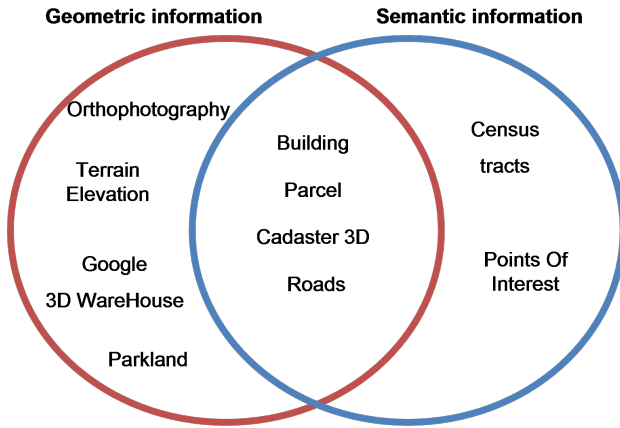 Geometric information
Semantic information
Orthophotography
Terrain
Elevation
Google
3D WareHouse
Parkland
Building
Parcel
Cadaster 3D
Roads
Census
tracts
Points Of
Interest